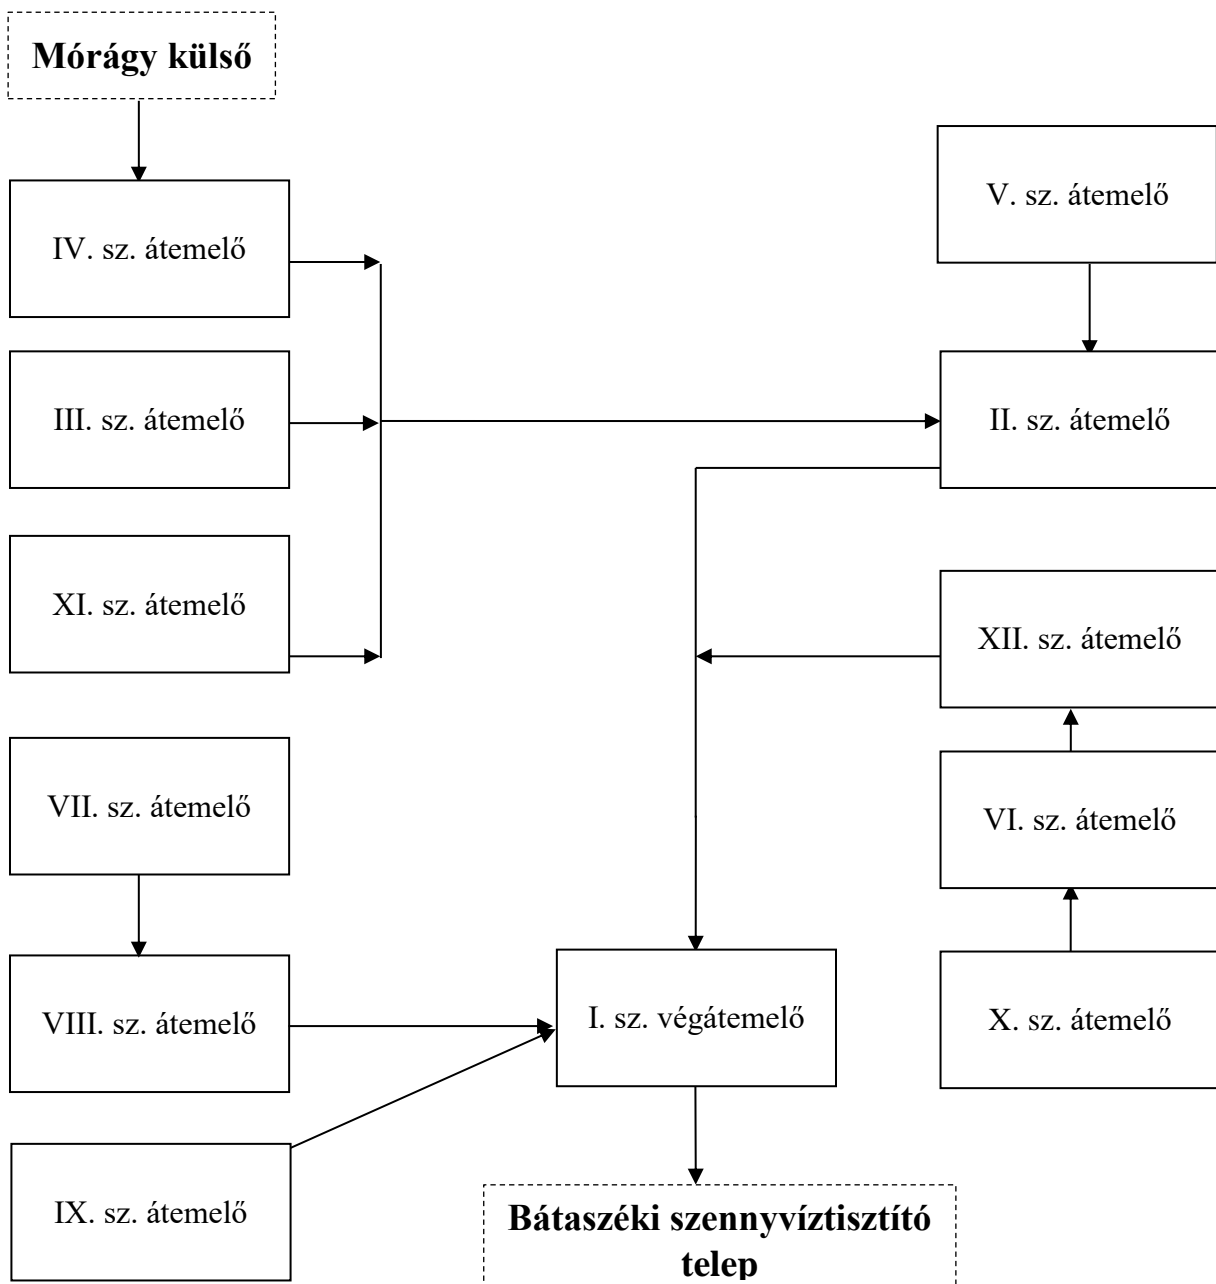 Mórágy külső
V. sz. átemelő
IV. sz. átemelő
III. sz. átemelő
II. sz. átemelő
XI. sz. átemelő
XII. sz. átemelő
VII. sz. átemelő
VI. sz. átemelő
VIII. sz. átemelő
I. sz. végátemelő
X. sz. átemelő
IX. sz. átemelő
Bátaszéki szennyvíztisztító
telep